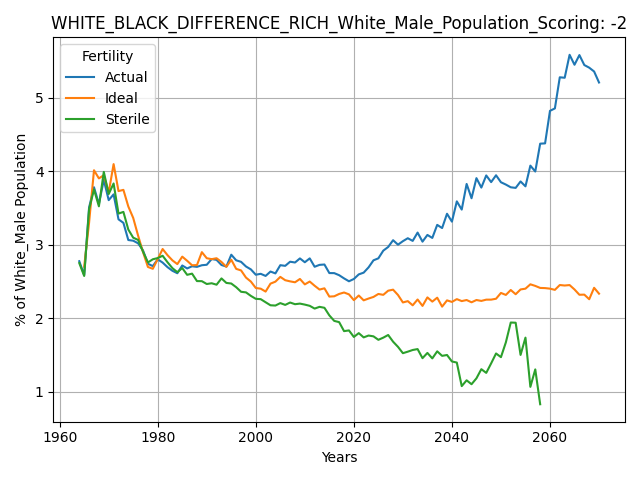 WHITE_BLACK_DIFFERENCE_RICH_White_Male_Population_Scoring: -2
Fertility
Actual
Ideal
Sterile
% of White_Male Population
5
4
3
2
1
1960 1980 2000 2020 2040 2060
Years